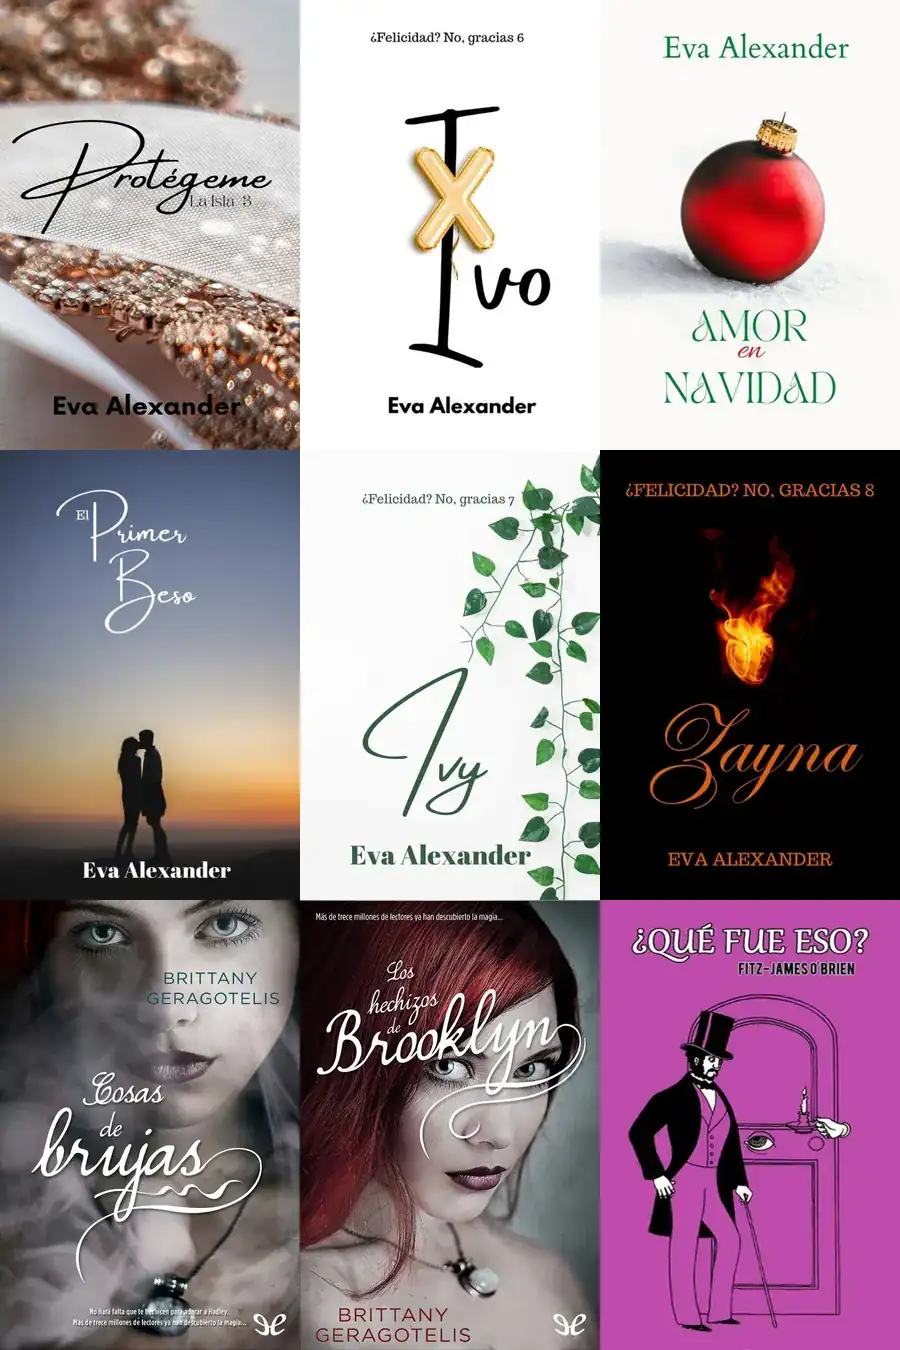 Protégeme
La Isla 3
Eva Alexander
¿Felicidad? No, gracias 6
X
Ivo
Eva Alexander
Eva Alexander
AMOR
en
NAVIDAD
El Primer
Beso
Eva Alexander
¿Felicidad? No, gracias 7
Ivy
Eva Alexander
¿FELICIDAD? NO, GRACIAS 8
Zayna
EVA ALEXANDER
BRITTANY
GERAGOTELIS
Cosas
de
brujas
No hará falta que te hechicen para adorar a Hadley.
Más de trece millones de lectores ya han descubierto la magia...
Más de trece millones de lectores ya han descubierto la magia...
Los
hechizos
de
Brooklyn
BRITTANY
GERAGOTELIS
¿QUÉ FUE ESO?
FITZ-JAMES O'BRIEN